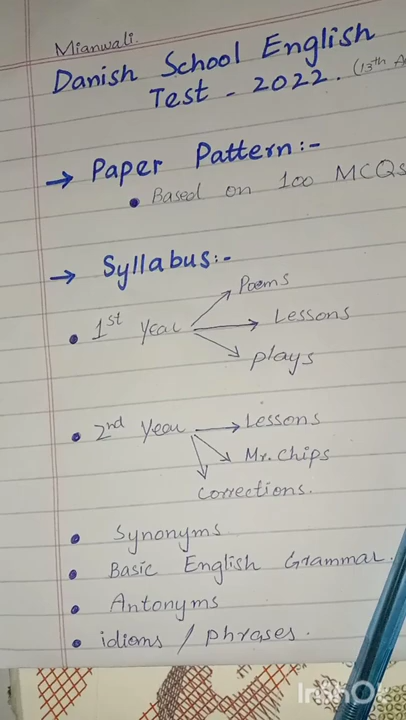 Mianwali.
Danish School English
Test - 2022. (13th A
→ Paper Pattern:-
• Based on 100 MCQs
→ Syllabus:-
Poems
• 1st Year → Lessons
plays
• 2nd Year → Lessons
Mr. Chips
Corrections.
• Synonyms
• Basic English Grammar.
• Antonyms
• idioms / phrases.
InShOt